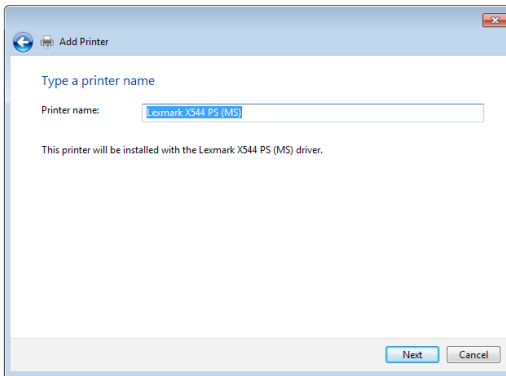 Add Printer
Type a printer name
Printer name: Lexmark X544 PS (MS)
This printer will be installed with the Lexmark X544 PS (MS) driver.
Next Cancel